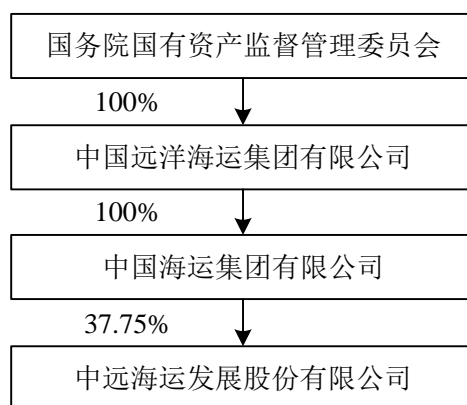 国务院国有资产监督管理委员会
100%
中国远洋海运集团有限公司
100%
中国海运集团有限公司
37.75%
中远海运发展股份有限公司